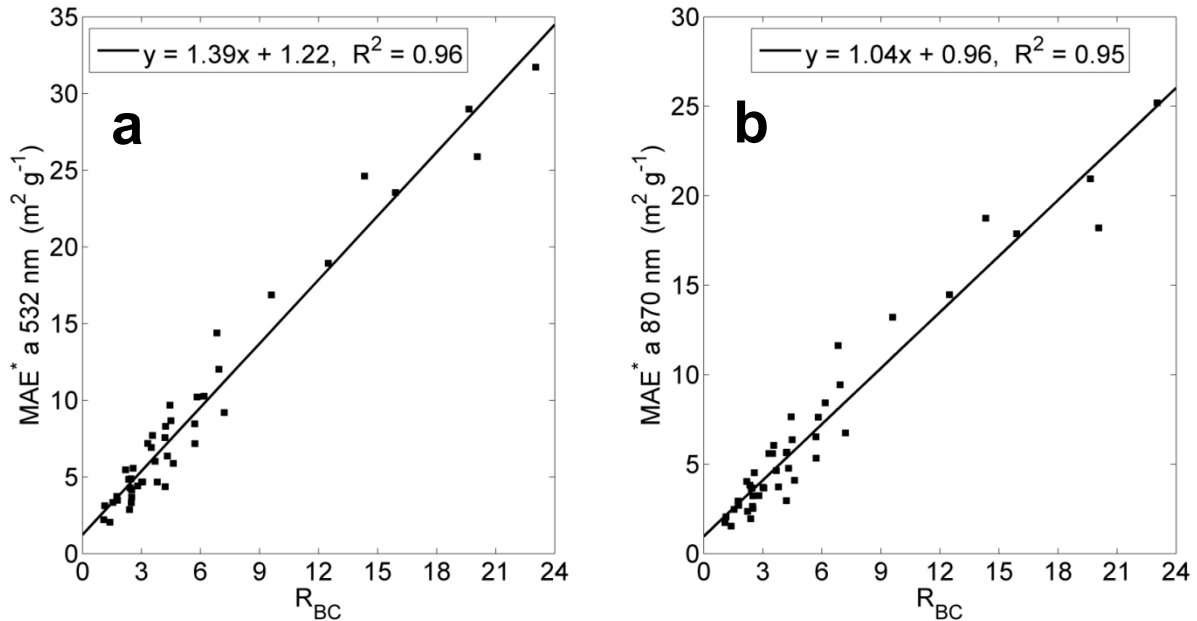 y = 1.39x + 1.22, R² = 0.96
a
MAE* a 532 nm (m² g⁻¹)
35
30
25
20
15
10
5
0
0 3 6 9 12 15 18 21 24
R_BC
y = 1.04x + 0.96, R² = 0.95
b
MAE* a 870 nm (m² g⁻¹)
30
25
20
15
10
5
0
0 3 6 9 12 15 18 21 24
R_BC